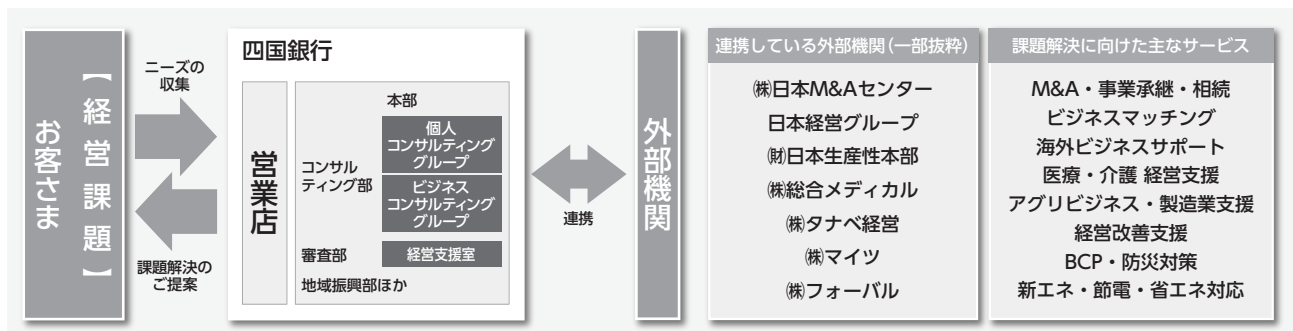 お客さま
【経営課題】
ニーズの
収集
課題解決の
ご提案
四国銀行
営業店
本部
コンサル
ティング部
個人
コンサルティング
グループ
ビジネス
コンサルティング
グループ
審査部
経営支援室
地域振興部ほか
連携
外部機関
連携している外部機関(一部抜粋)
㈱日本M&Aセンター
日本経営グループ
㈶日本生産性本部
㈱総合メディカル
㈱タナベ経営
㈱マイツ
㈱フォーバル
課題解決に向けた主なサービス
M&A・事業承継・相続
ビジネスマッチング
海外ビジネスサポート
医療・介護 経営支援
アグリビジネス・製造業支援
経営改善支援
BCP・防災対策
新エネ・節電・省エネ対応